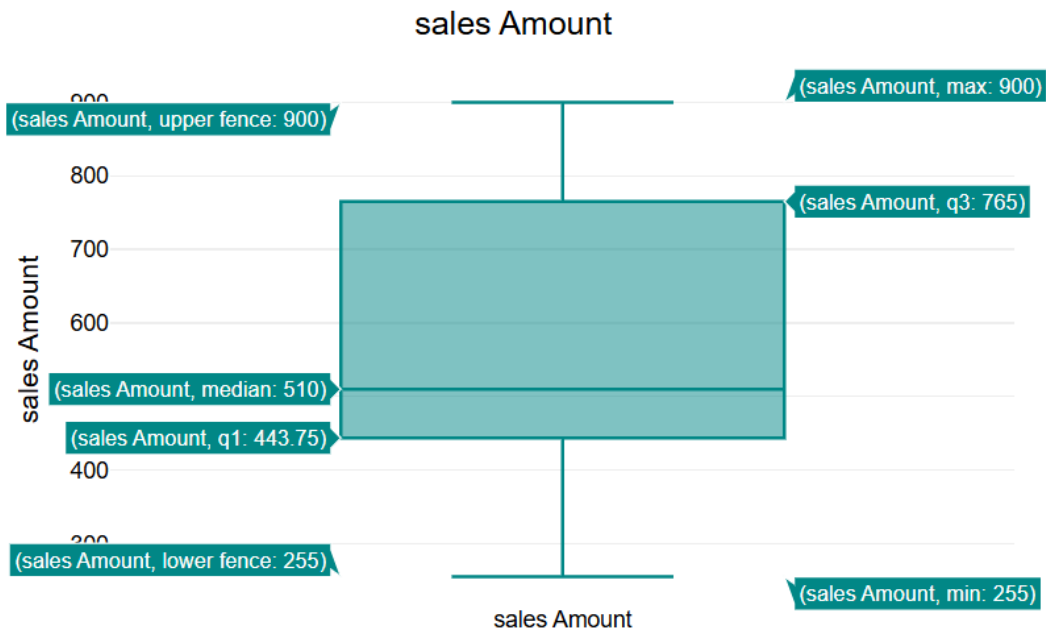 sales Amount
(sales Amount, max: 900)
900
(sales Amount, upper fence: 900)
800
(sales Amount, q3: 765)
700
600
sales Amount
(sales Amount, median: 510)
(sales Amount, q1: 443.75)
400
300
(sales Amount, lower fence: 255)
(sales Amount, min: 255)
sales Amount